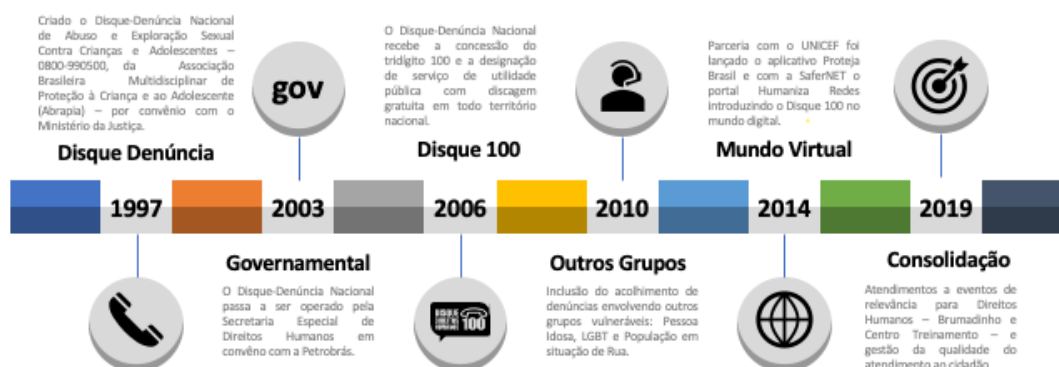 Criado o Disque-Denúncia Nacional
de Abuso e Exploração Sexual
Contra Crianças e Adolescentes –
0800-990500, da Associação
Brasileira Multidisciplinar de
Proteção à Criança e ao Adolescente
(Abrapia) – por convênio com o
Ministério da Justiça.
Disque Denúncia
gov
O Disque-Denúncia Nacional
recebe a concessão do
tridígito 100 e a designação
de serviço de utilidade
pública com discagem
gratuita em todo território
nacional.
Disque 100
Parceria com o UNICEF foi
lançado o aplicativo Proteja
Brasil e com a SaferNET o
portal Humaniza Redes
introduzindo o Disque 100 no
mundo digital.
Mundo Virtual
1997
2003
2006
2010
2014
2019
Governamental
O Disque-Denúncia Nacional
passa a ser operado pela
Secretaria Especial de
Direitos Humanos em
convêno com a Petrobrás.
DISQUE
DIREITOS
HUMANOS
100
Outros Grupos
Inclusão do acolhimento de
denúncias envolvendo outros
grupos vulneráveis: Pessoa
Idosa, LGBT e População em
situação de Rua.
Consolidação
Atendimentos a eventos de
relevância para Direitos
Humanos – Brumadinho e
Centro Treinamento – e
gestão da qualidade do
atendimento ao cidadão